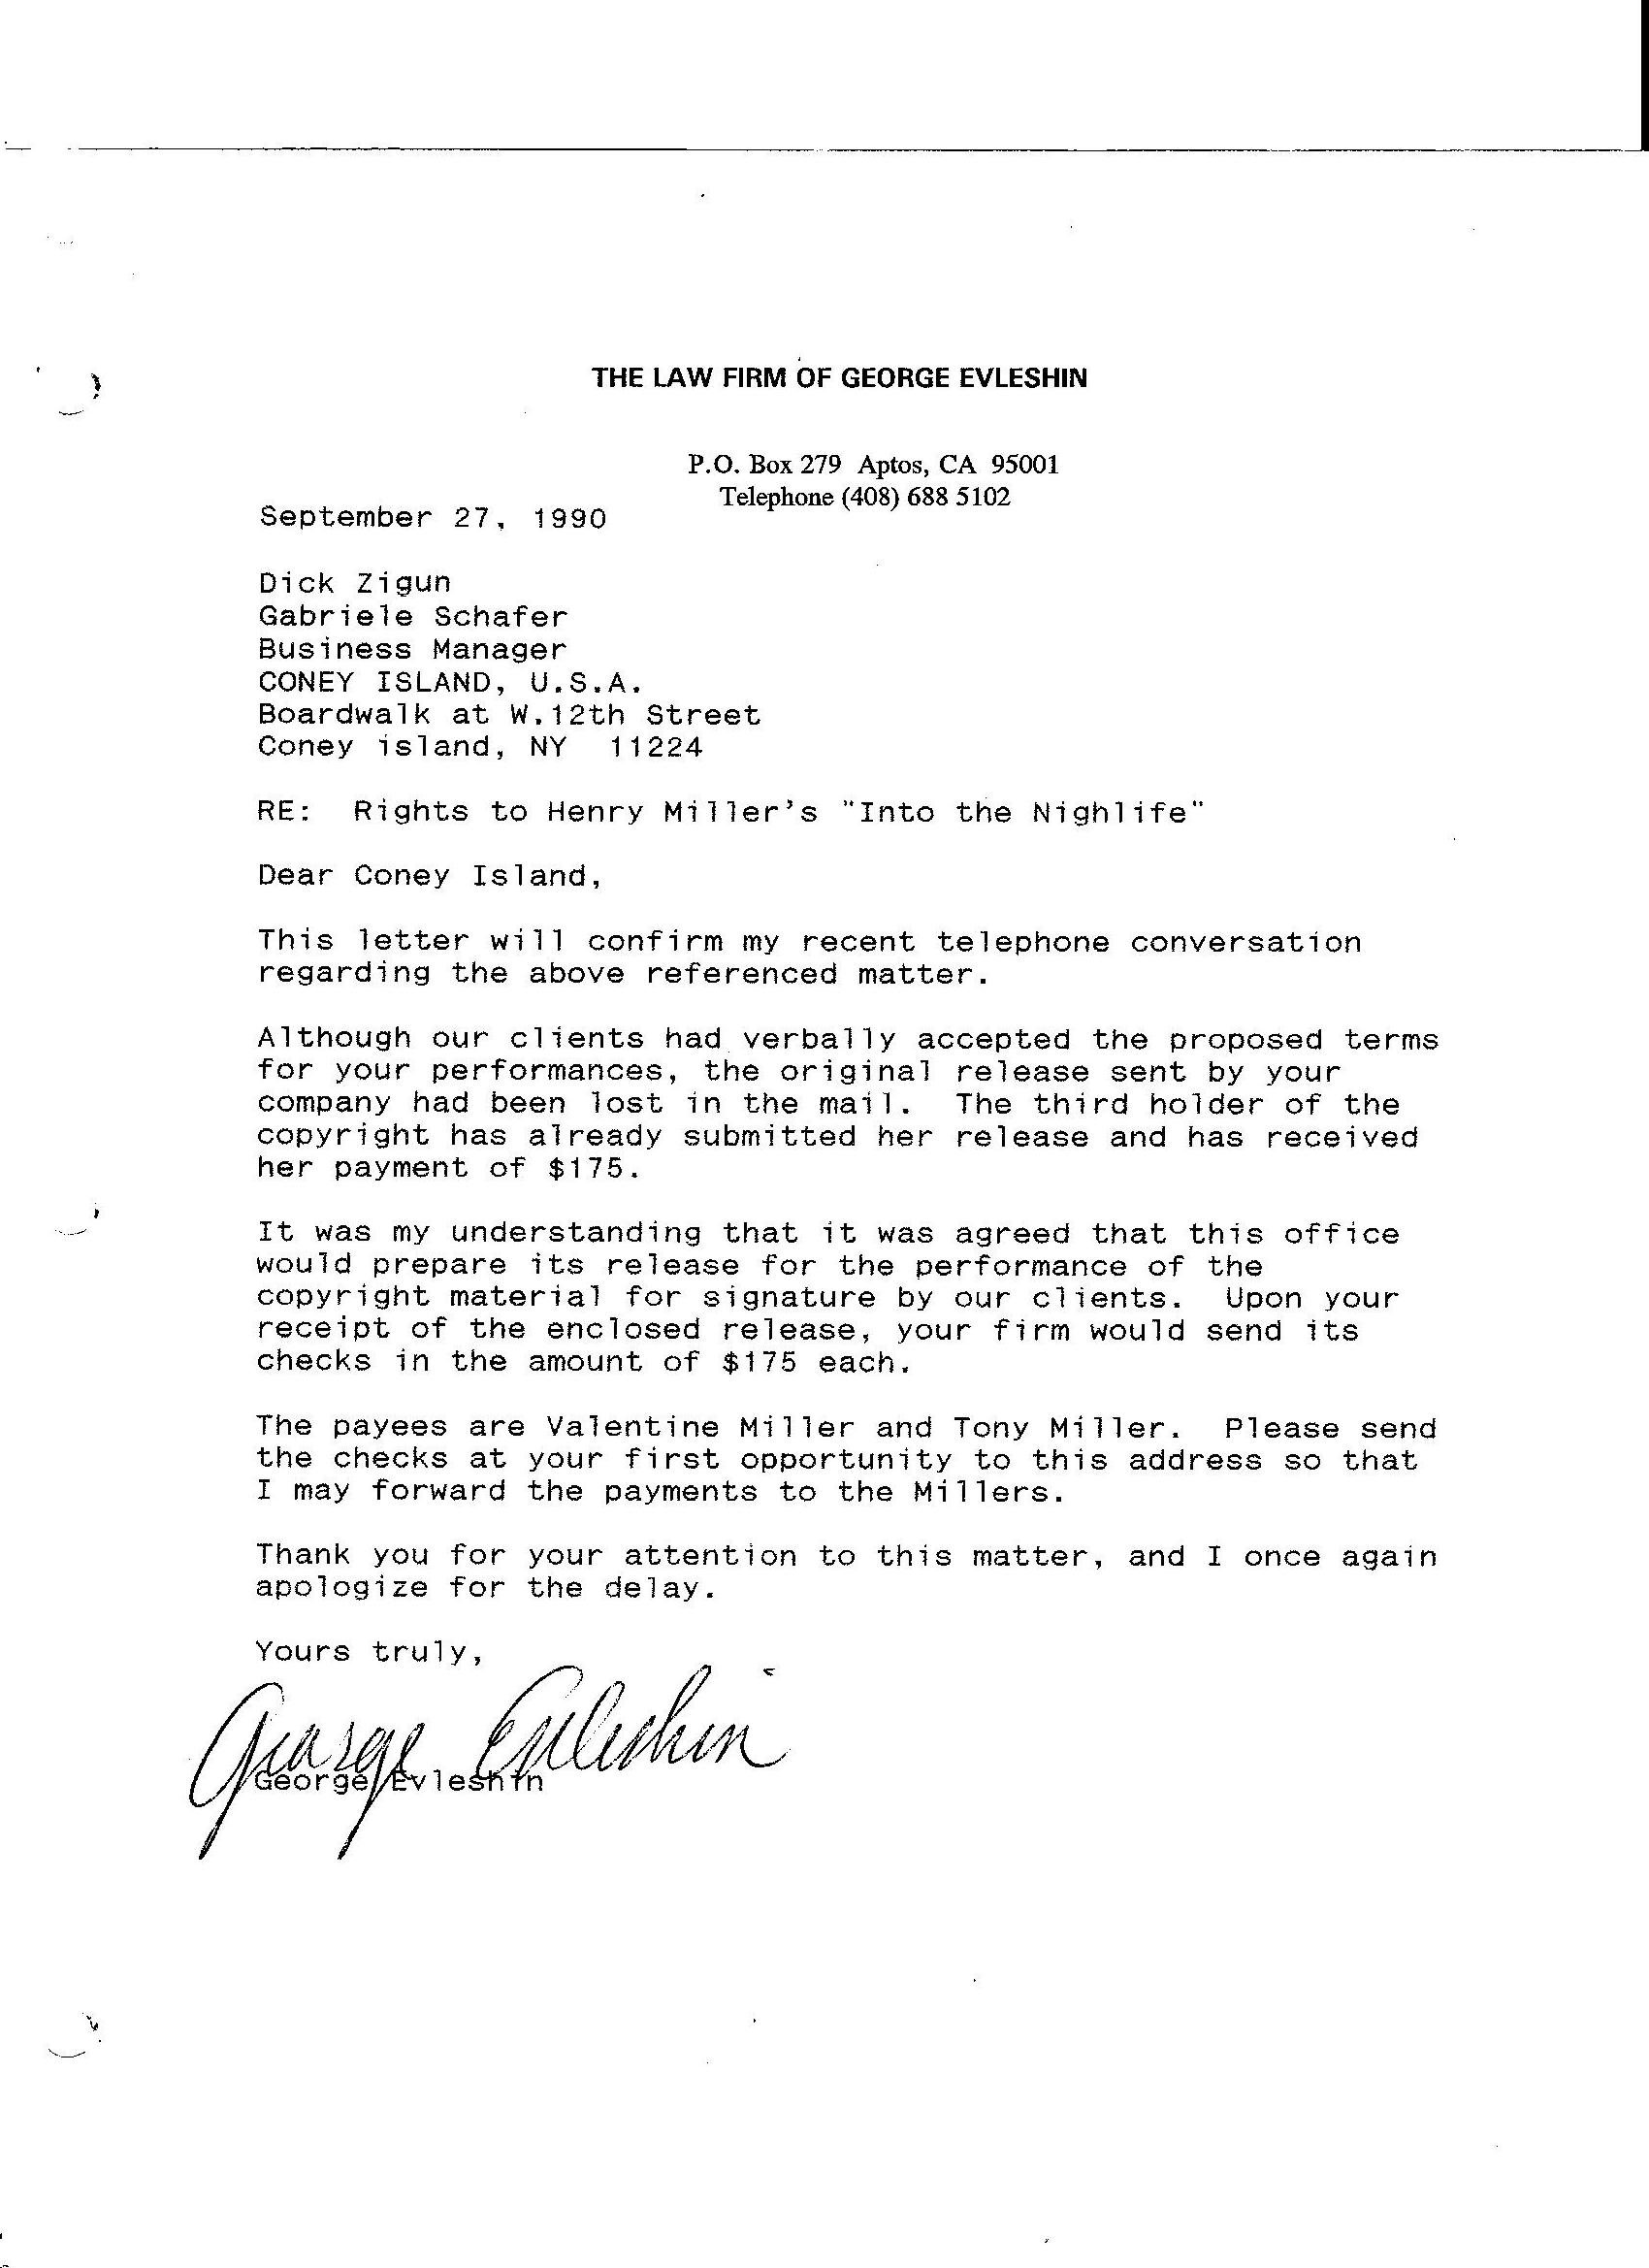 THE LAW FIRM OF GEORGE EVLESHIN
P.O. Box 279 Aptos, CA 95001
Telephone (408) 688 5102
September 27, 1990
Dick Zigun
Gabriele Schafer
Business Manager
CONEY ISLAND, U.S.A.
Boardwalk at W.12th Street
Coney island, NY 11224
RE: Rights to Henry Miller's "Into the Nighlife"
Dear Coney Island,
This letter will confirm my recent telephone conversation
regarding the above referenced matter.
Although our clients had verbally accepted the proposed terms
for your performances, the original release sent by your
company had been lost in the mail. The third holder of the
copyright has already submitted her release and has received
her payment of $175.
It was my understanding that it was agreed that this office
would prepare its release for the performance of the
copyright material for signature by our clients. Upon your
receipt of the enclosed release, your firm would send its
checks in the amount of $175 each.
The payees are Valentine Miller and Tony Miller. Please send
the checks at your first opportunity to this address so that
I may forward the payments to the Millers.
Thank you for your attention to this matter, and I once again
apologize for the delay.
Yours truly,
George Evleshin
George Evleshin